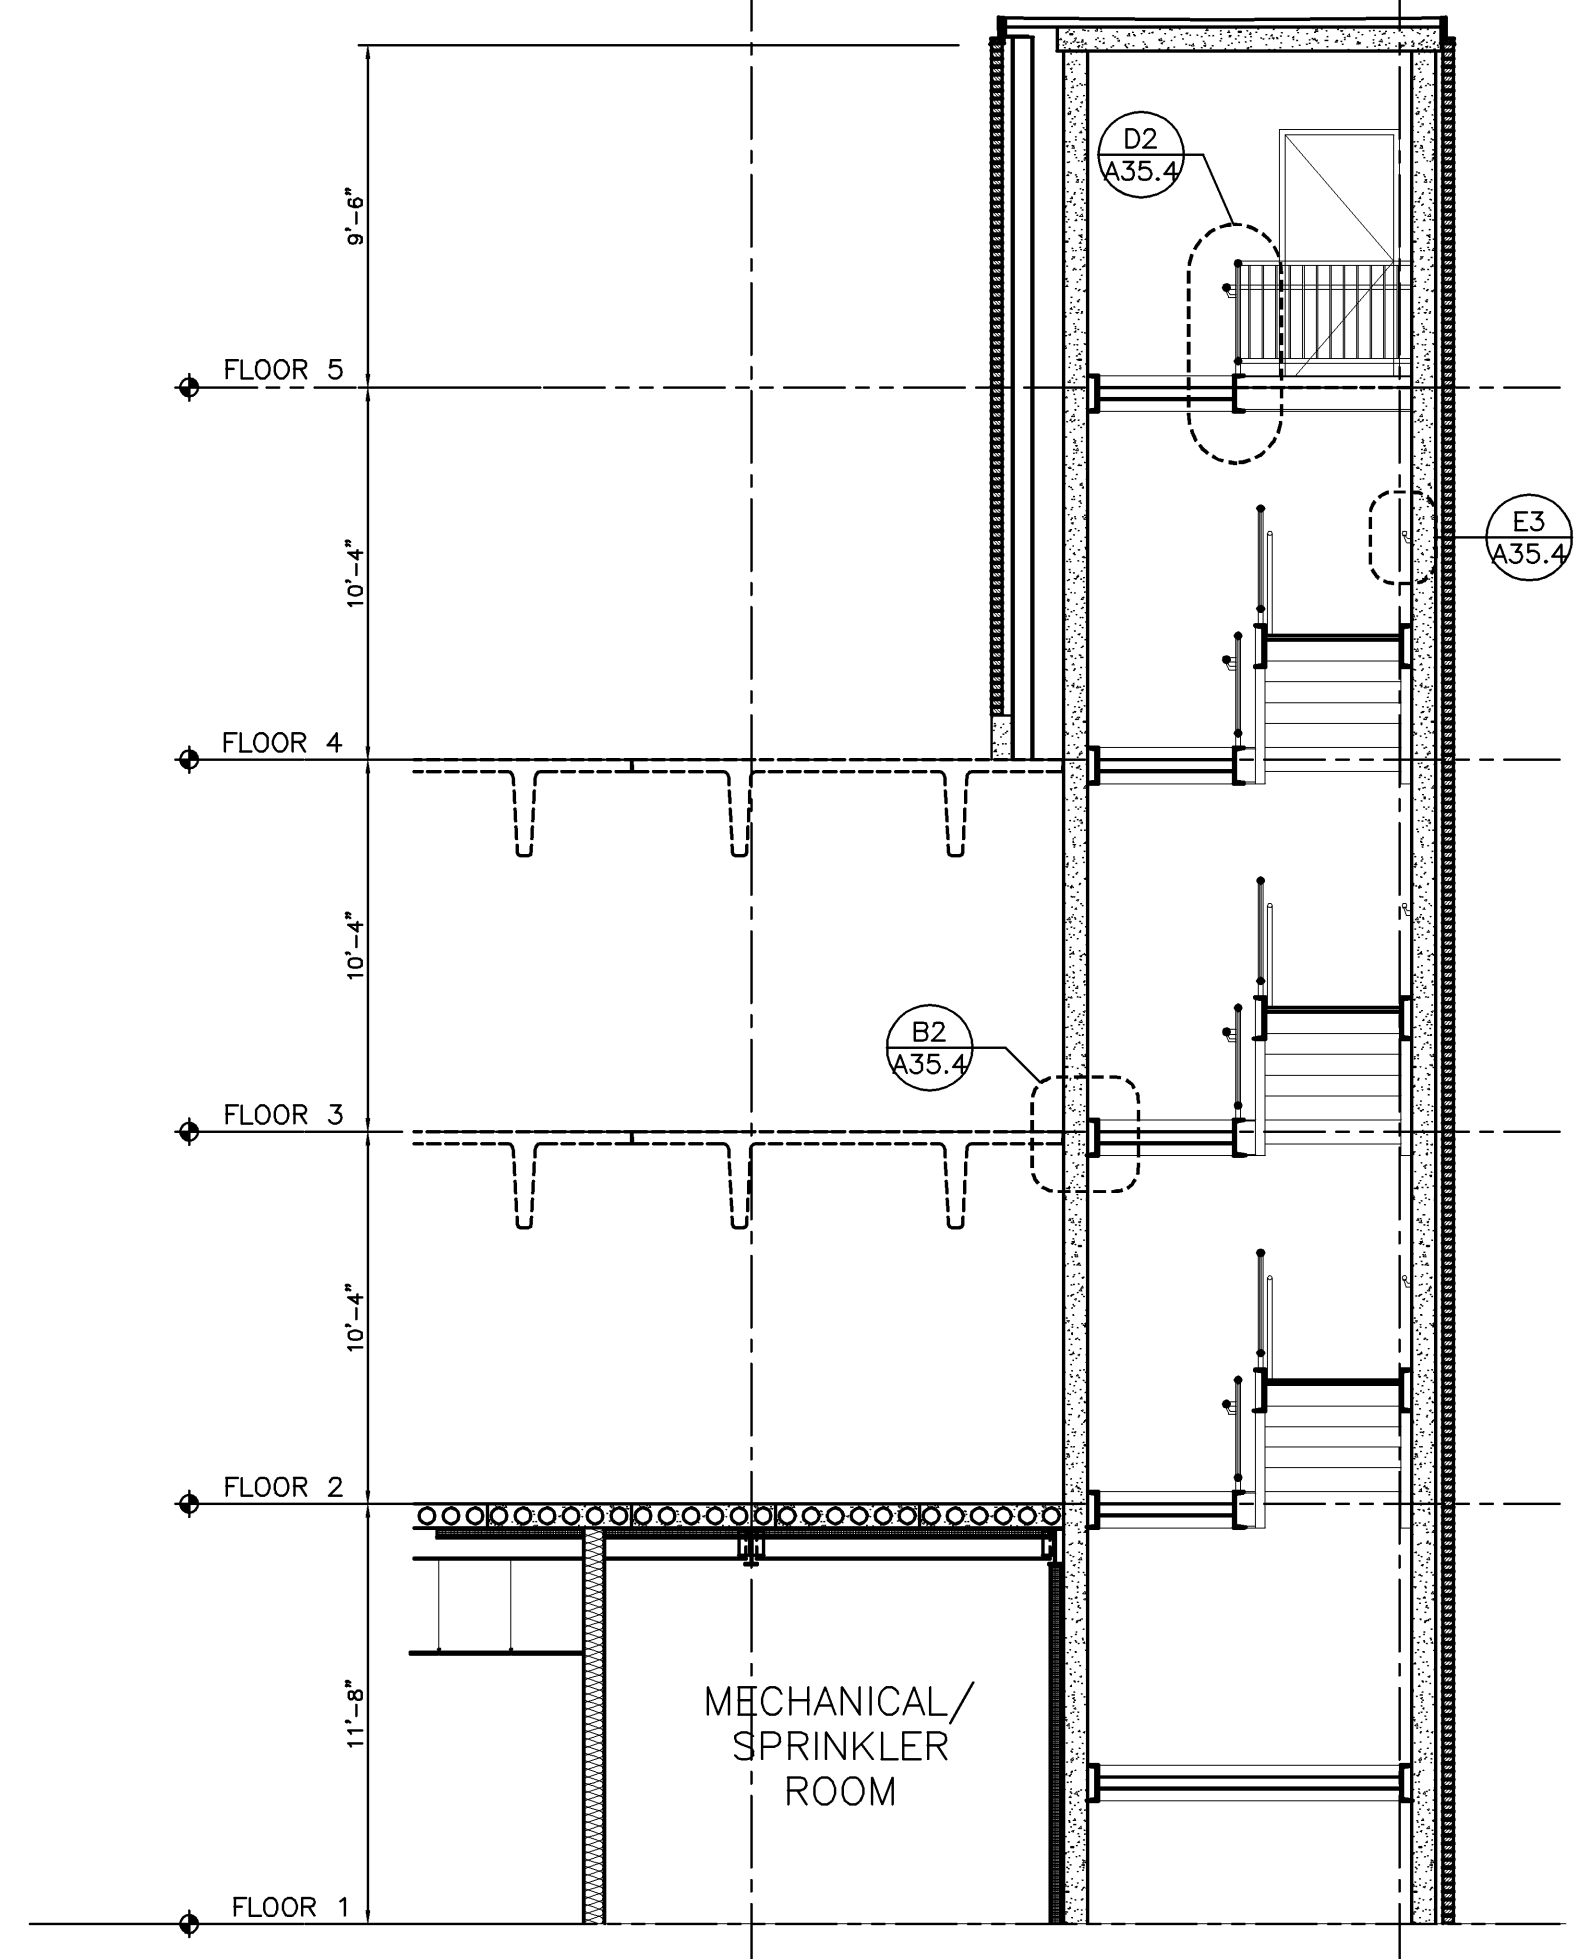 D2
A35.4
9'-6"
FLOOR 5
E3
A35.4
10'-4"
FLOOR 4
10'-4"
B2
A35.4
FLOOR 3
10'-4"
FLOOR 2
11'-8"
MECHANICAL/
SPRINKLER
ROOM
FLOOR 1